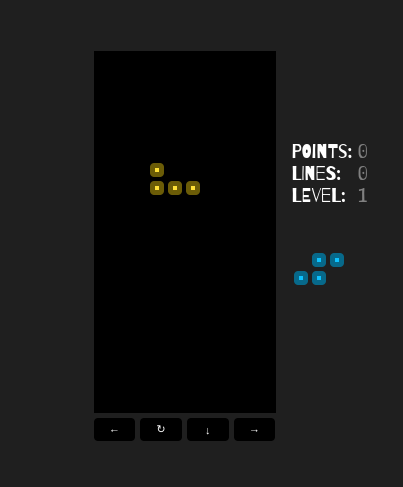 POINTS: 0
LINES: 0
LEVEL: 1
← ↻ ↓ →